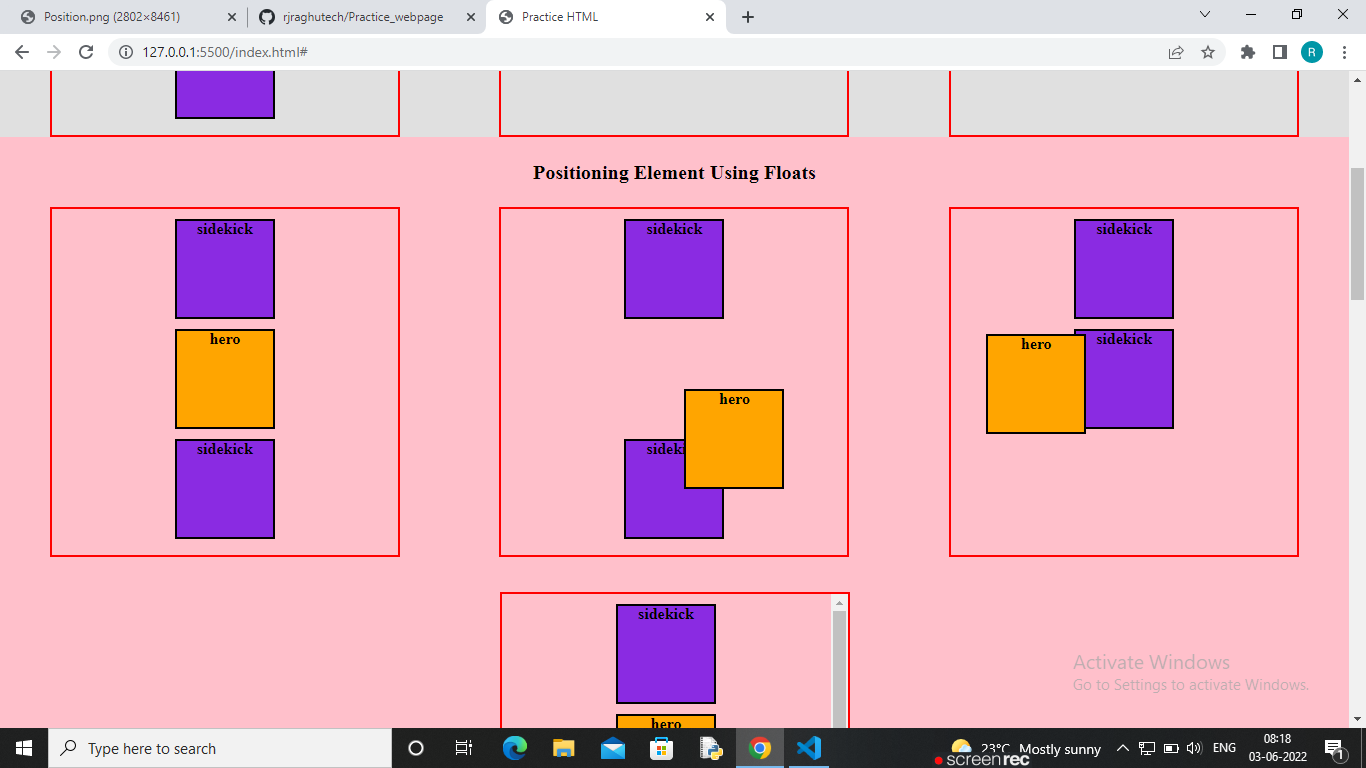 Position.png (2802×8461)
rjraghutech/Practice_webpage
Practice HTML
127.0.0.1:5500/index.html#
R
Positioning Element Using Floats
sidekick
sidekick
sidekick
hero
hero
sidekick
hero
sidekick
sideki
sidekick
hero
Activate Windows
Go to Settings to activate Windows.
Type here to search
23°C Mostly sunny
ENG
08:18
03-06-2022
1
screenrec